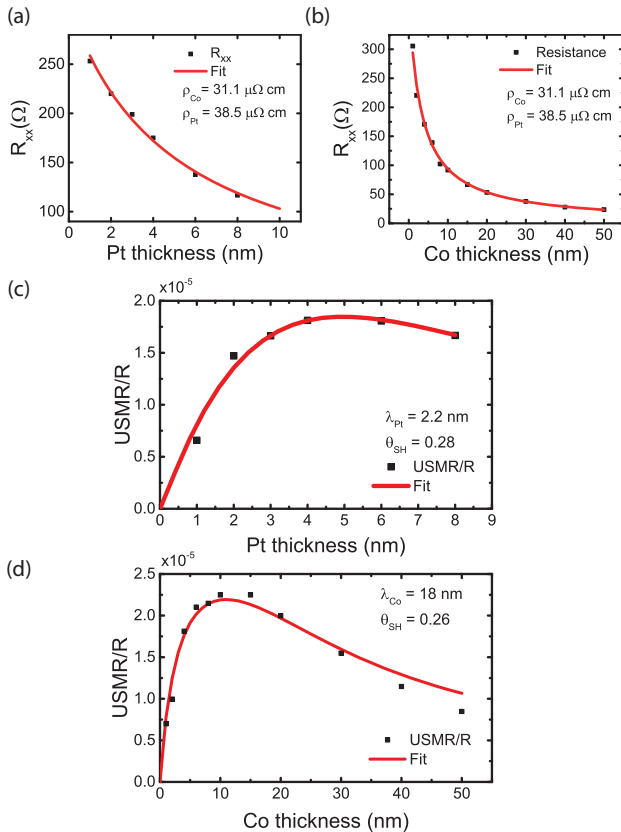 (a)
R_xx(Ω)
250
200
150
100
0 2 4 6 8 10
Pt thickness (nm)
R_xx
Fit
ρ_Co = 31.1 μΩ cm
ρ_Pt = 38.5 μΩ cm
(b)
R_xx(Ω)
300
250
200
150
100
50
0
0 10 20 30 40 50
Co thickness (nm)
Resistance
Fit
ρ_Co = 31.1 μΩ cm
ρ_Pt = 38.5 μΩ cm
(c)
x10⁻⁵
USMR/R
2.0
1.5
1.0
0.5
0.0
0 1 2 3 4 5 6 7 8 9
Pt thickness (nm)
λ_Pt = 2.2 nm
θ_SH = 0.28
USMR/R
Fit
(d)
x10⁻⁵
USMR/R
2.5
2.0
1.5
1.0
0.5
0.0
0 10 20 30 40 50
Co thickness (nm)
λ_Co = 18 nm
θ_SH = 0.26
USMR/R
Fit